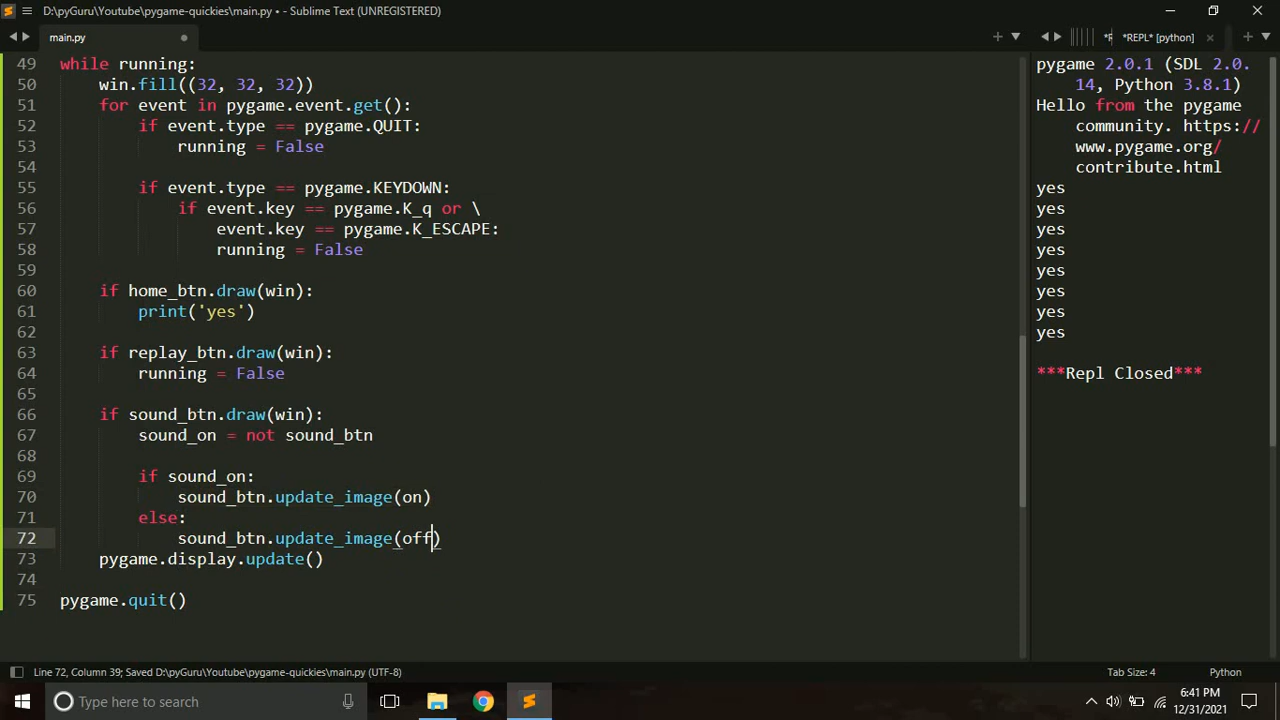 D:\pyGuru\Youtube\pygame-quickies\main.py • - Sublime Text (UNREGISTERED)
main.py
*REPL* [python]
49 while running:
50 win.fill((32, 32, 32))
51 for event in pygame.event.get():
52 if event.type == pygame.QUIT:
53 running = False
54
55 if event.type == pygame.KEYDOWN:
56 if event.key == pygame.K_q or \
57 event.key == pygame.K_ESCAPE:
58 running = False
59
60 if home_btn.draw(win):
61 print('yes')
62
63 if replay_btn.draw(win):
64 running = False
65
66 if sound_btn.draw(win):
67 sound_on = not sound_btn
68
69 if sound_on:
70 sound_btn.update_image(on)
71 else:
72 sound_btn.update_image(off)
73 pygame.display.update()
74
75 pygame.quit()
pygame 2.0.1 (SDL 2.0.
14, Python 3.8.1)
Hello from the pygame
community. https://
www.pygame.org/
contribute.html
yes
yes
yes
yes
yes
yes
yes
yes
***Repl Closed***
Line 72, Column 39; Saved D:\pyGuru\Youtube\pygame-quickies\main.py (UTF-8)
Tab Size: 4
Python
Type here to search
6:41 PM
12/31/2021